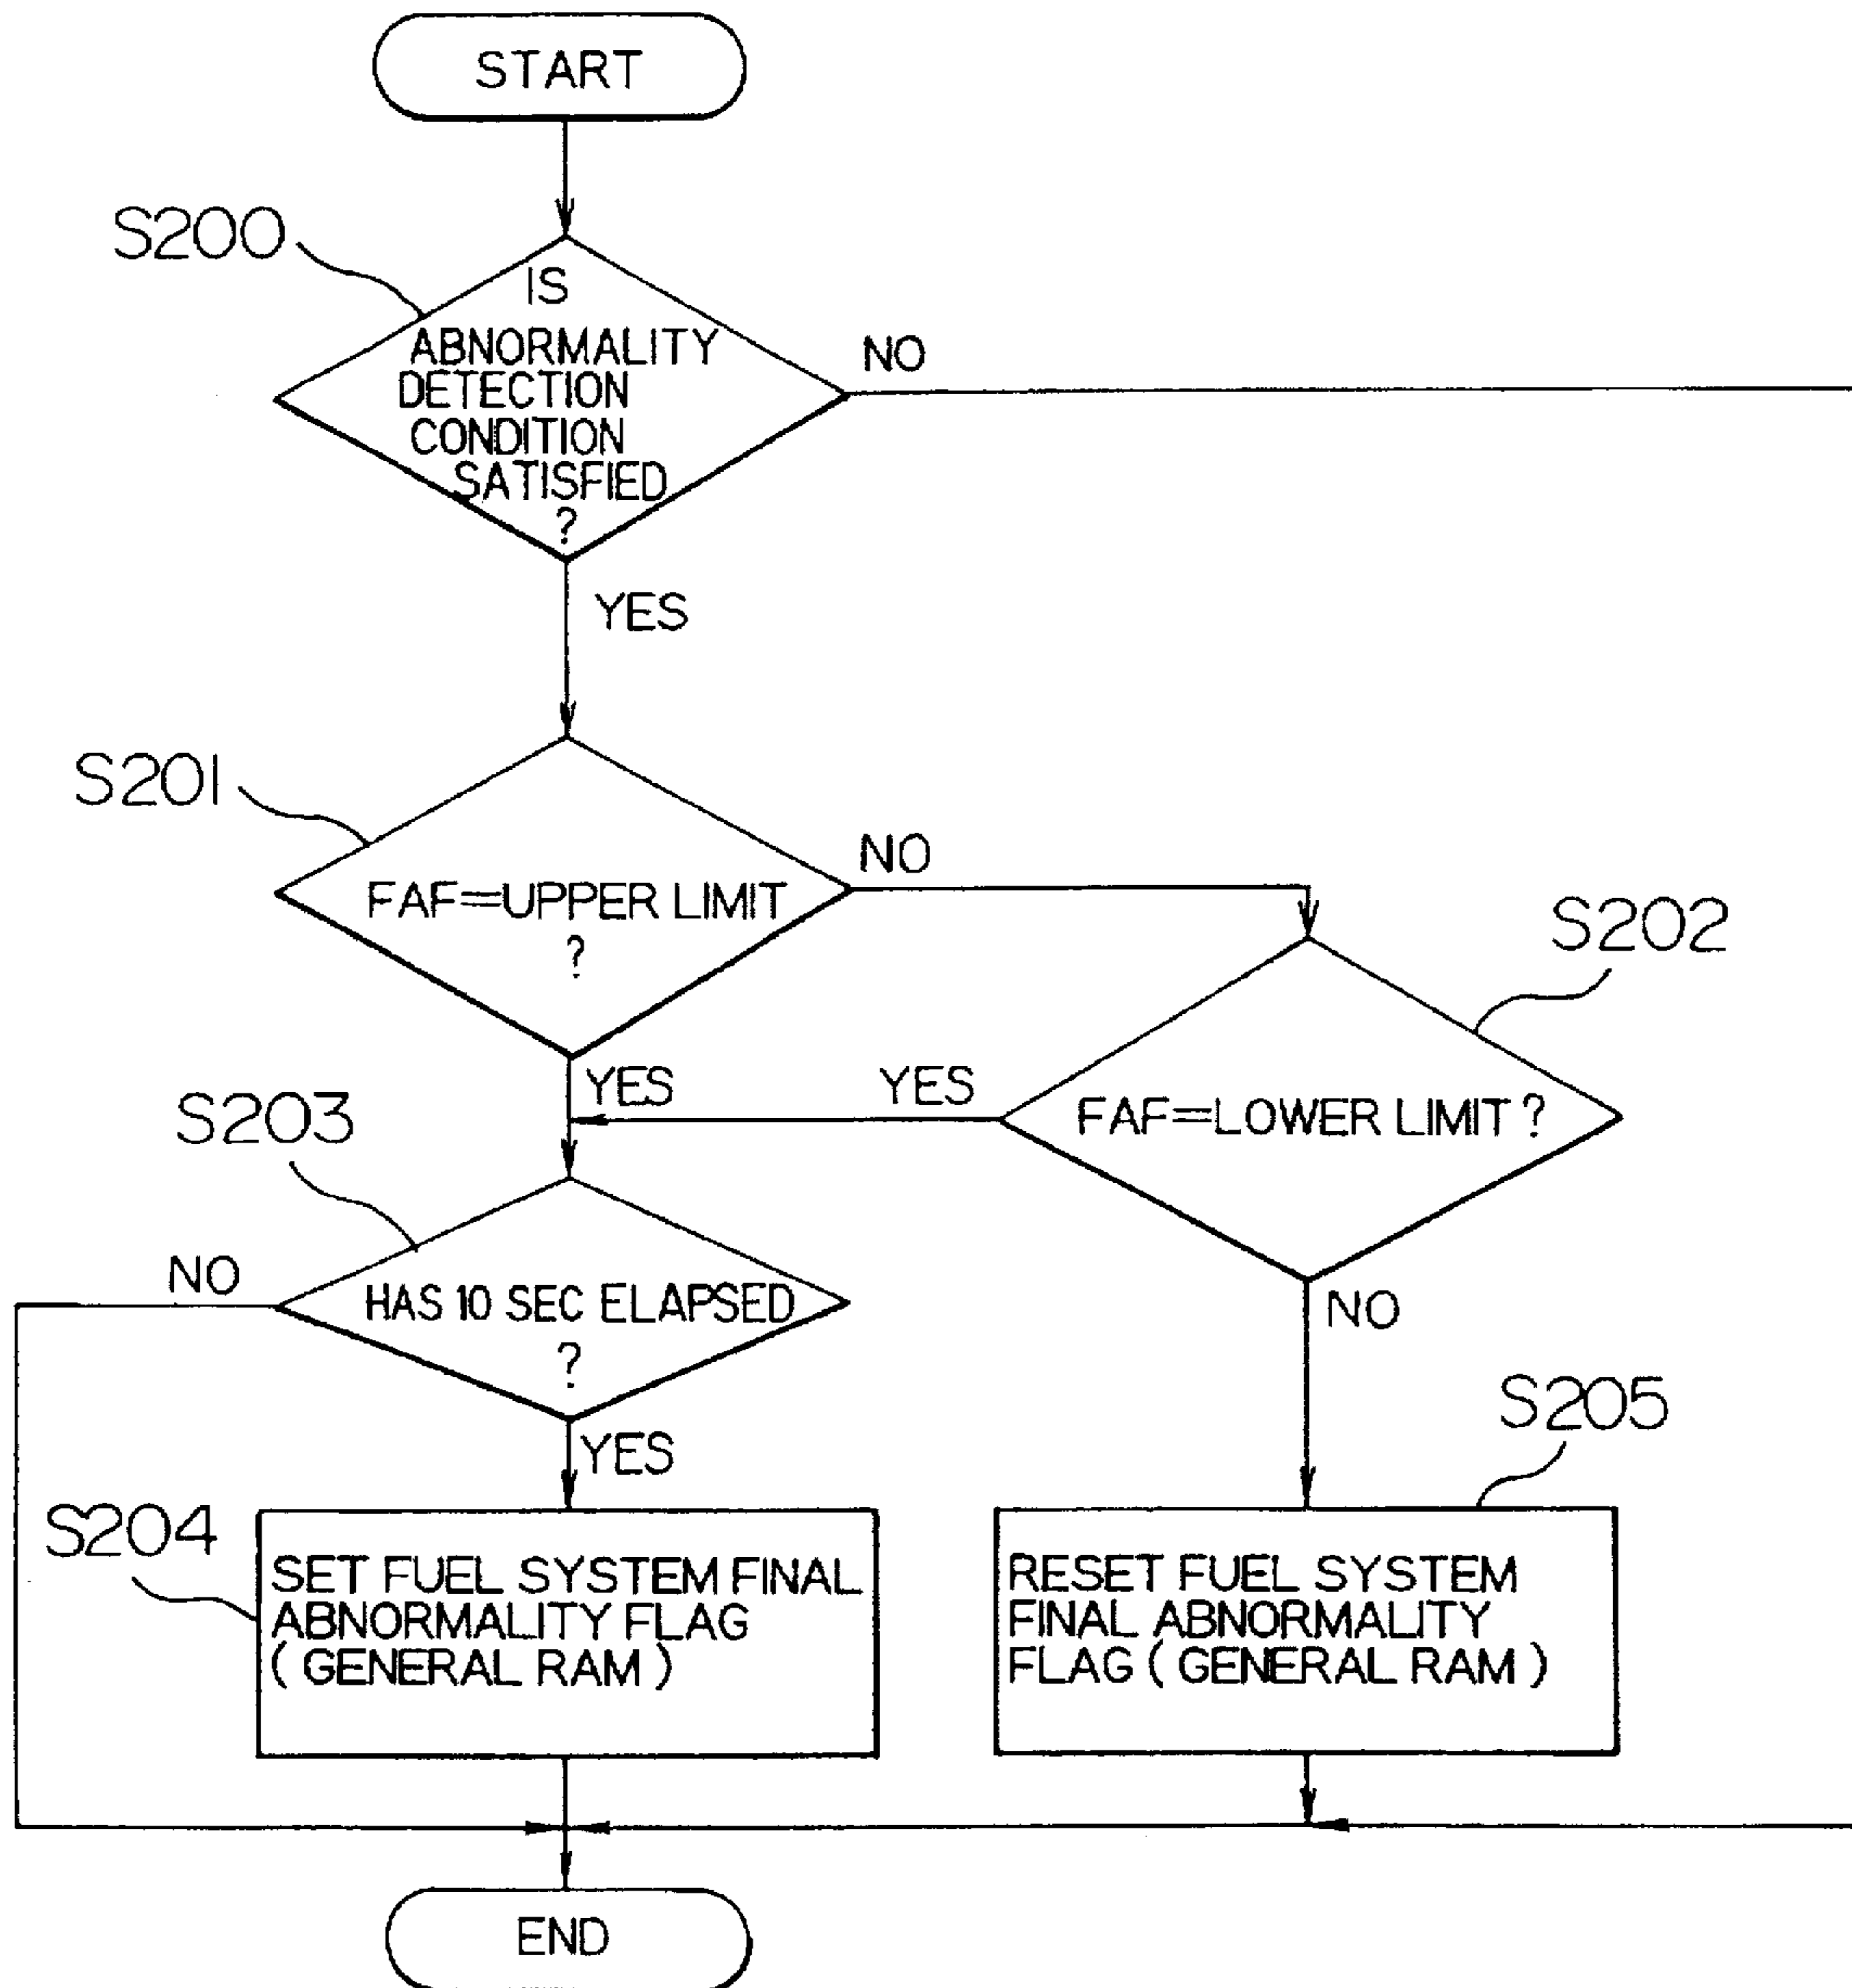 START
S200
IS
ABNORMALITY
DETECTION
CONDITION
SATISFIED
?
NO
YES
S201
FAF=UPPER LIMIT
?
NO
YES
S202
FAF=LOWER LIMIT ?
YES
NO
S203
HAS 10 SEC ELAPSED
?
NO
YES
S204
SET FUEL SYSTEM FINAL
ABNORMALITY FLAG
( GENERAL RAM )
S205
RESET FUEL SYSTEM
FINAL ABNORMALITY
FLAG ( GENERAL RAM )
END